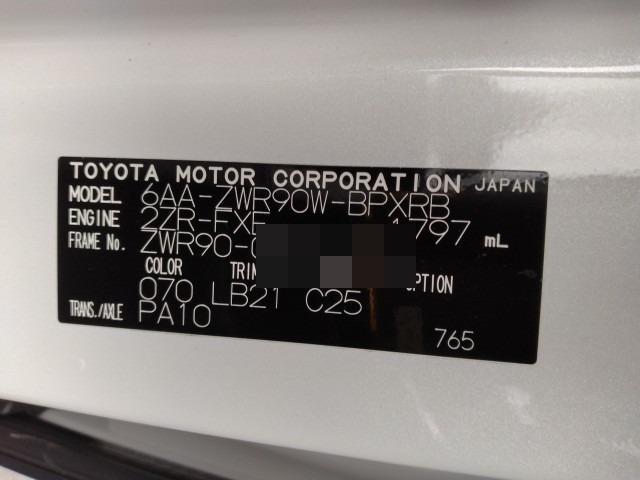 TOYOTA MOTOR CORPORATION JAPAN
MODEL 6AA-ZWR90W-BPXRB
ENGINE 2ZR-FXE 1797 mL
FRAME No. ZWR90-
COLOR TRIM OPTION
070 LB21 C25
TRANS./AXLE PA10
765